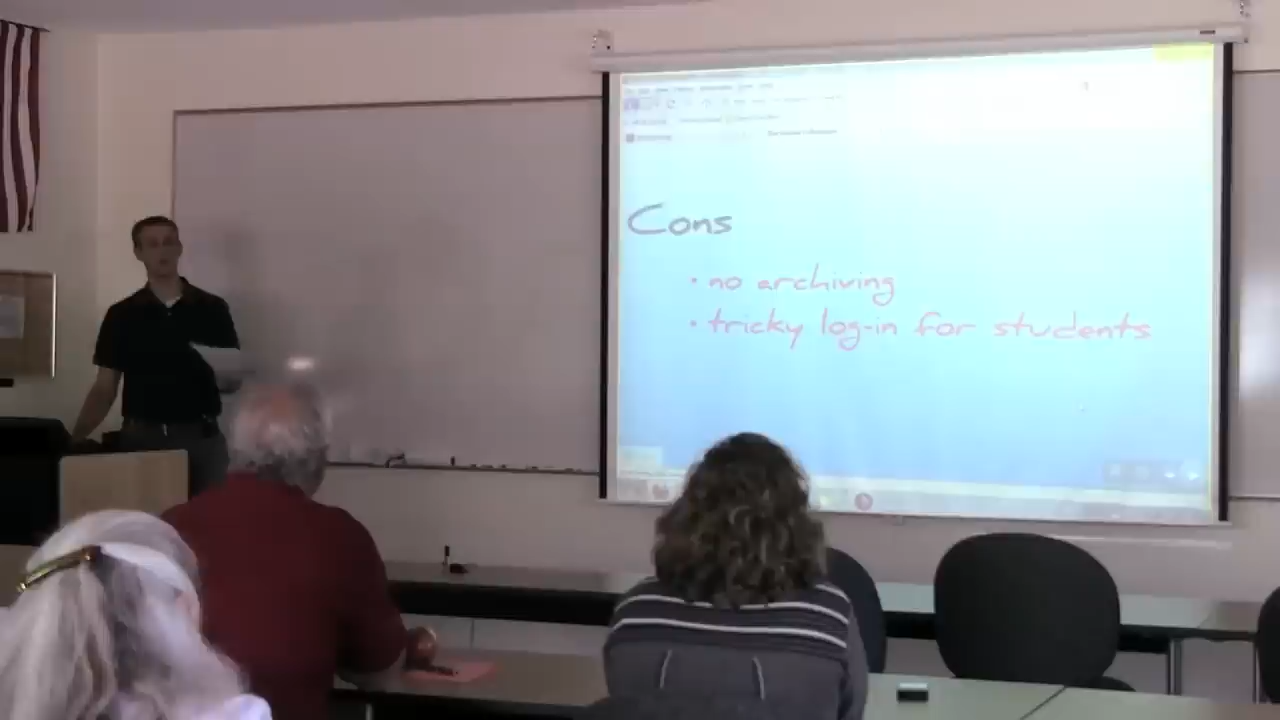 Cons
• no archiving
• tricky log-in for students